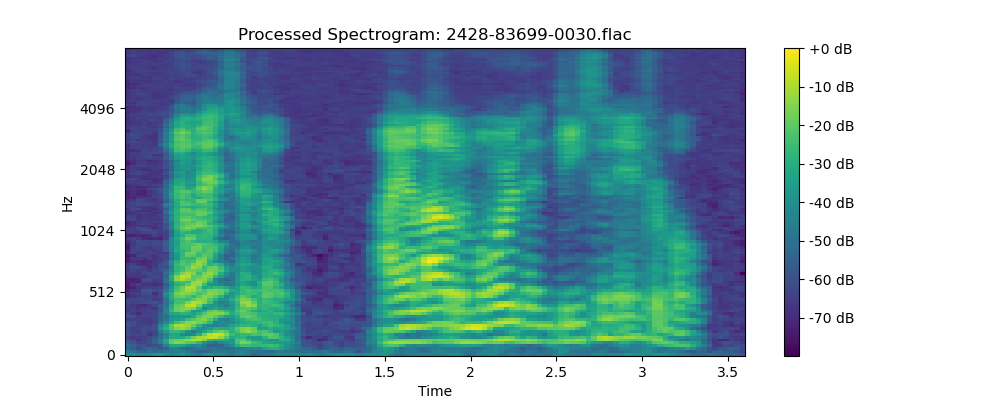 Processed Spectrogram: 2428-83699-0030.flac
Hz
4096
2048
1024
512
0
0
0.5
1
1.5
2
2.5
3
3.5
Time
+0 dB
-10 dB
-20 dB
-30 dB
-40 dB
-50 dB
-60 dB
-70 dB